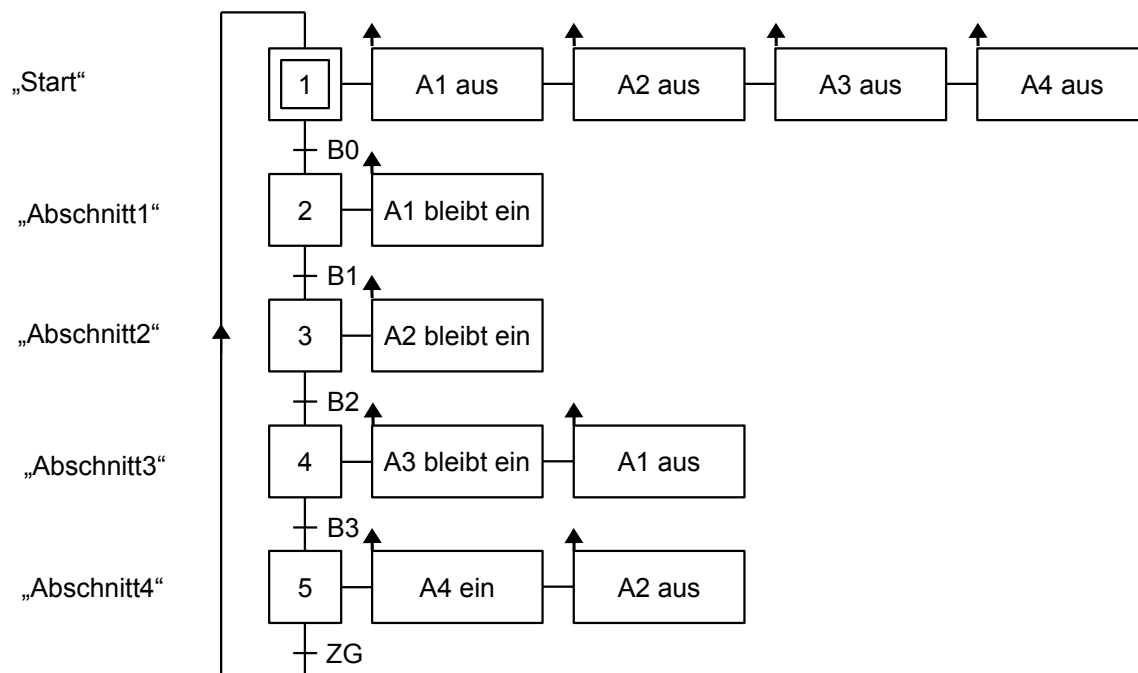 „Start“ 1 A1 aus A2 aus A3 aus A4 aus
B0
„Abschnitt1“ 2 A1 bleibt ein
B1
„Abschnitt2“ 3 A2 bleibt ein
B2
„Abschnitt3“ 4 A3 bleibt ein A1 aus
B3
„Abschnitt4“ 5 A4 ein A2 aus
ZG